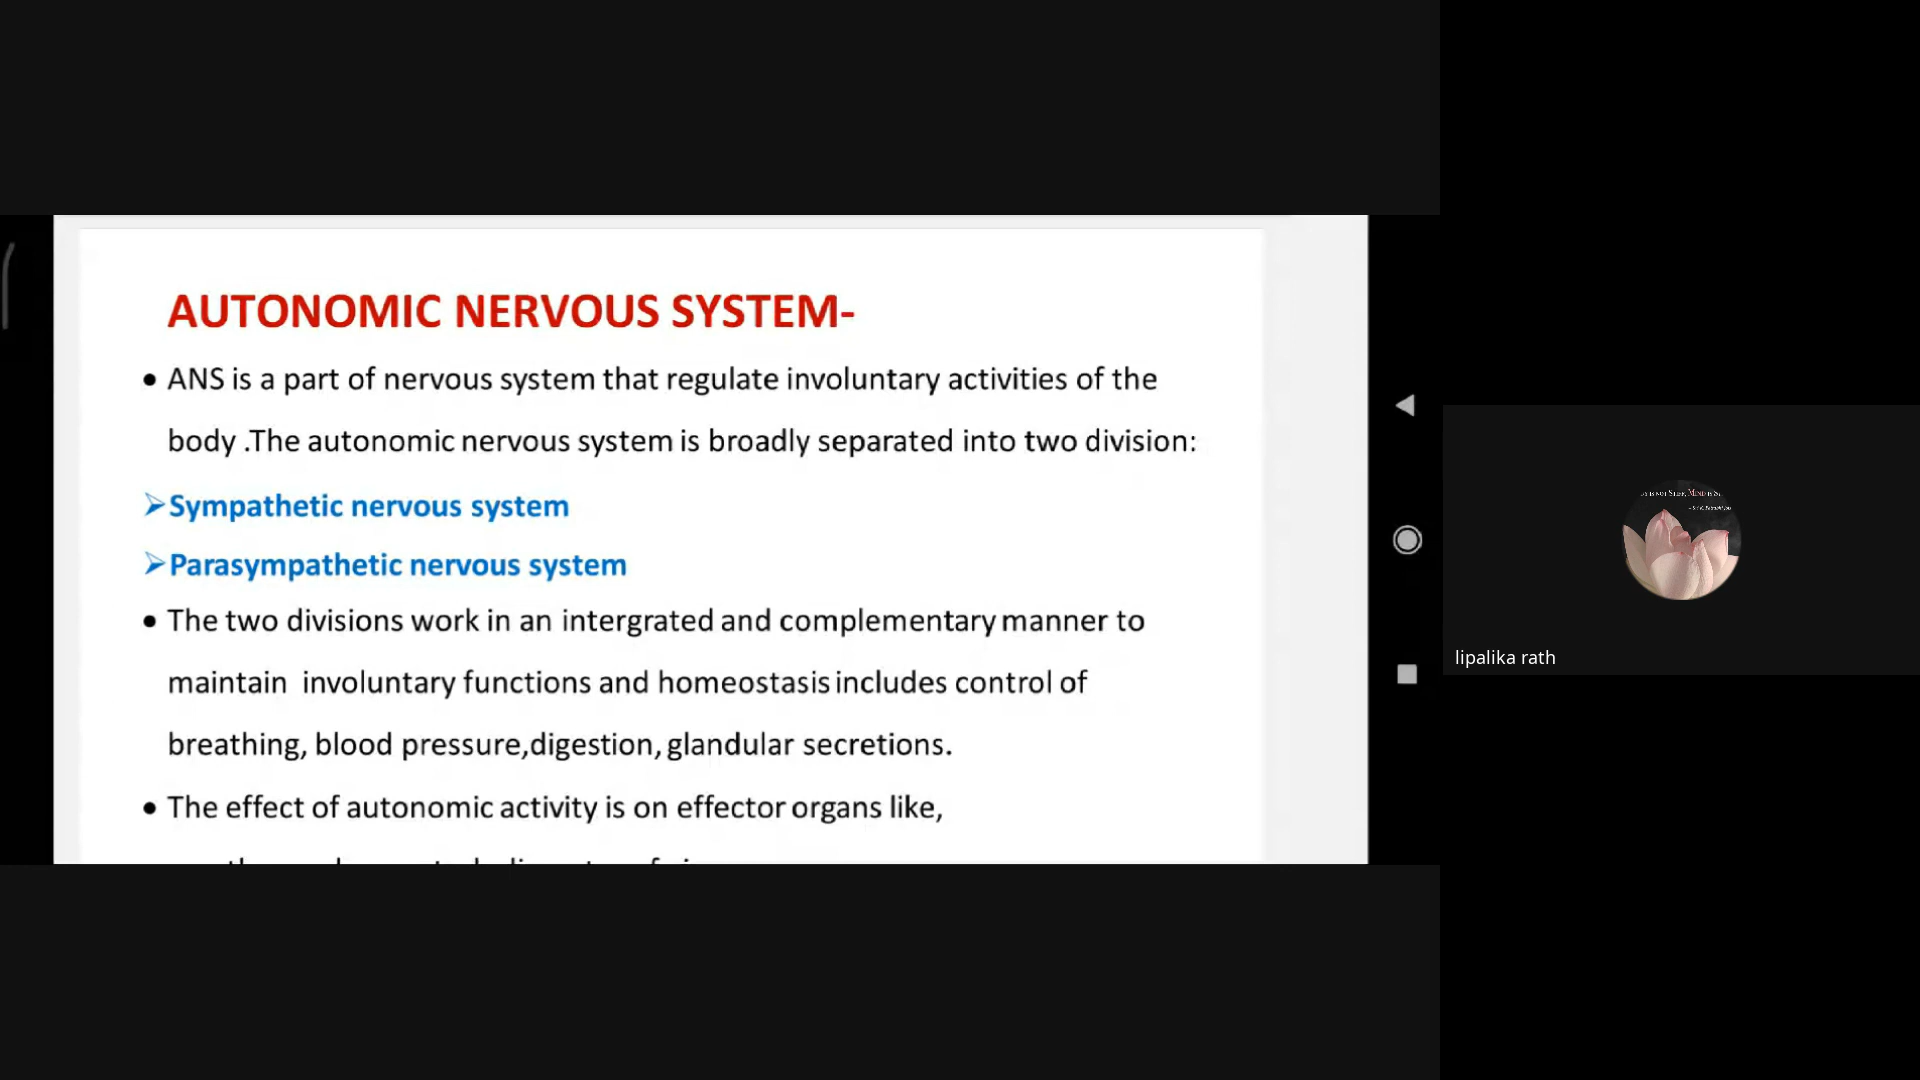 AUTONOMIC NERVOUS SYSTEM-
• ANS is a part of nervous system that regulate involuntary activities of the
body .The autonomic nervous system is broadly separated into two division:
➢Sympathetic nervous system
➢Parasympathetic nervous system
• The two divisions work in an intergrated and complementary manner to
maintain involuntary functions and homeostasis includes control of
breathing, blood pressure,digestion, glandular secretions.
• The effect of autonomic activity is on effector organs like,
lipalika rath